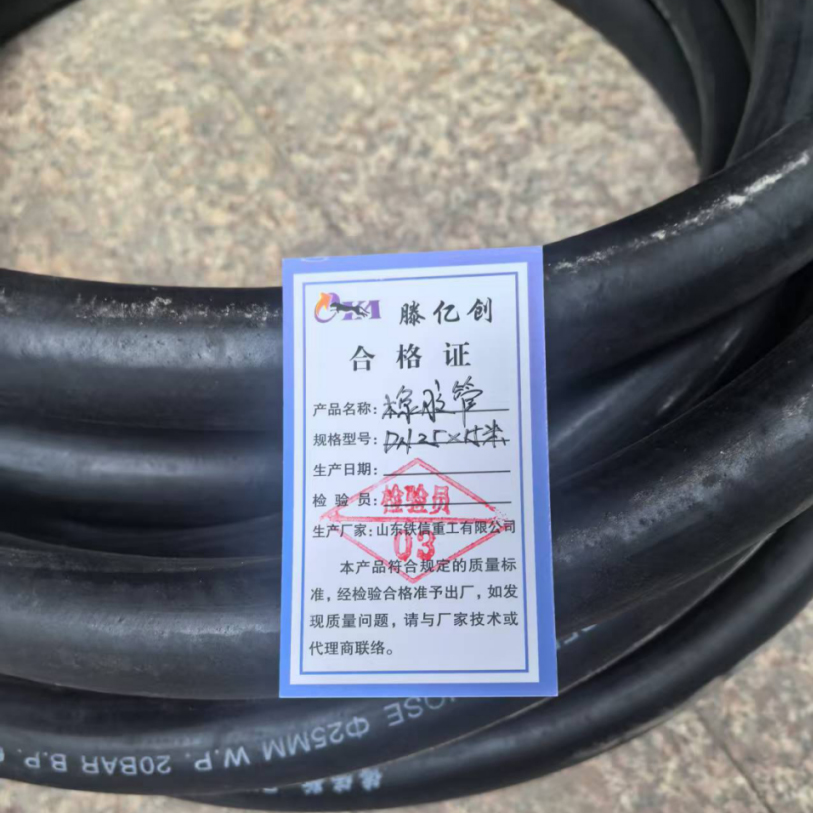 滕亿创
合格证
产品名称：橡胶管
规格型号：DN25×15米
生产日期：
检验员：
检验员
生产厂家：山东铁信重工有限公司
03
本产品符合规定的质量标
准，经检验合格准予出厂，如发
现质量问题，请与厂家技术或
代理商联络。
HOSE Φ25MM W.P. 20BAR B.P.